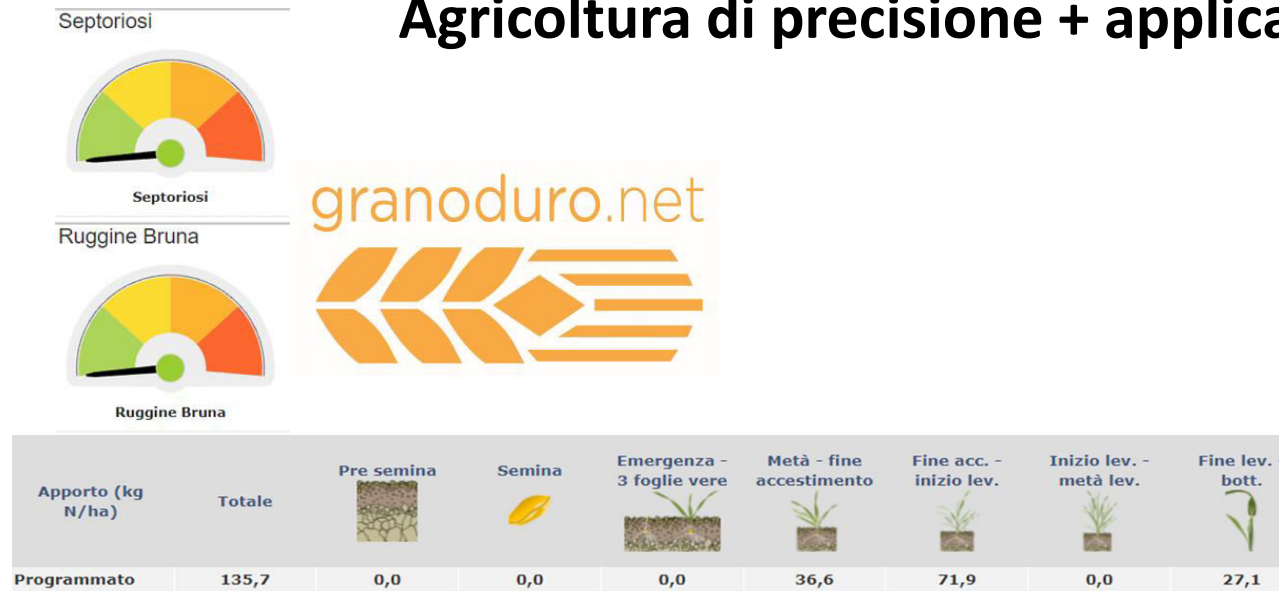 Agricoltura di precisione + applica
Septoriosi
Septoriosi
Ruggine Bruna
Ruggine Bruna
granoduro.net
Apporto (kg N/ha) Totale Pre semina Semina Emergenza - 3 foglie vere Metà - fine accestimento Fine acc. - inizio lev. Inizio lev. - metà lev. Fine lev. - bott.
Programmato 135,7 0,0 0,0 0,0 36,6 71,9 0,0 27,1